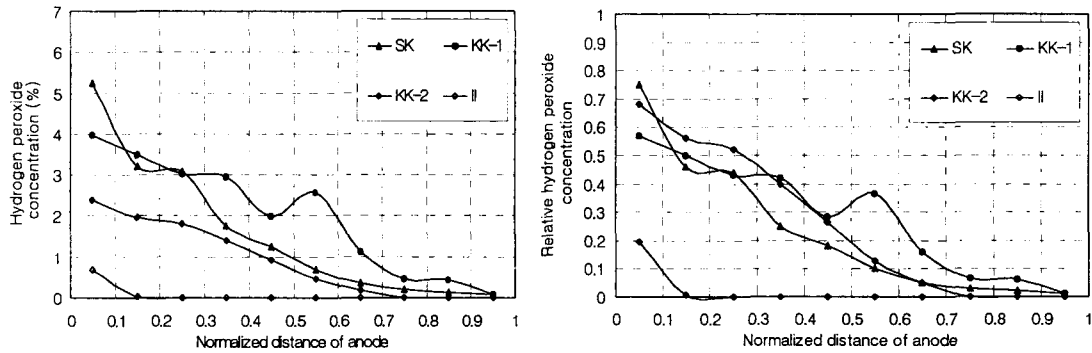 Hydrogen peroxide
concentration (%)
7
6
5
4
3
2
1
0
SK KK-1
KK-2 II
0 0.1 0.2 0.3 0.4 0.5 0.6 0.7 0.8 0.9 1
Normalized distance of anode
Relative hydrogen peroxide
concentration
1
0.9
0.8
0.7
0.6
0.5
0.4
0.3
0.2
0.1
0
SK KK-1
KK-2 II
0 0.1 0.2 0.3 0.4 0.5 0.6 0.7 0.8 0.9 1
Normalized distance of anode